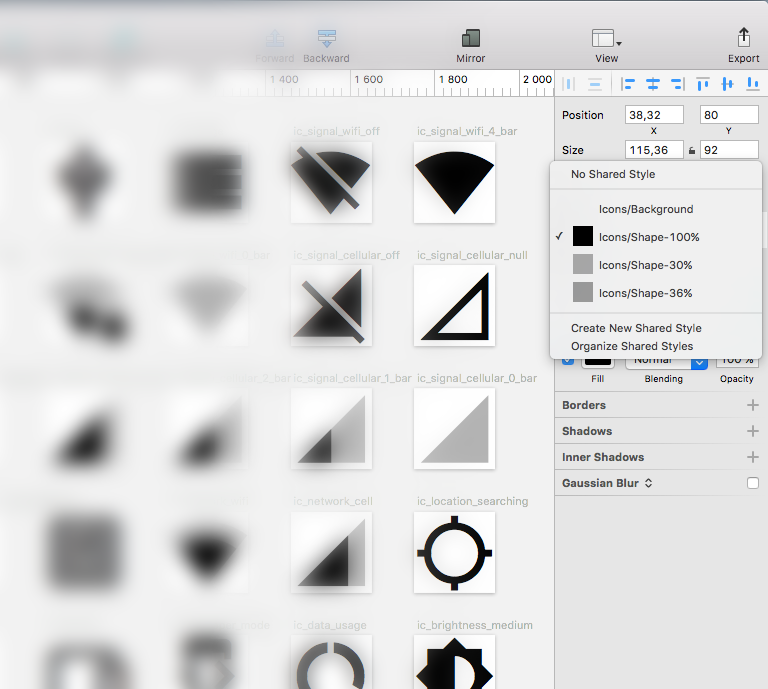 Forward Backward Mirror View Export
1 400 1 600 1 800 2 000
Position 38,32 80
X Y
Size 115,36 92
No Shared Style
Icons/Background
✓ Icons/Shape-100%
Icons/Shape-30%
Icons/Shape-36%
Create New Shared Style
Organize Shared Styles
Normal 100%
Fill Blending Opacity
Borders
Shadows
Inner Shadows
Gaussian Blur
ic_signal_wifi_off ic_signal_wifi_4_bar
ic_signal_cellular_off ic_signal_cellular_null
_2_bar ic_signal_cellular_1_bar ic_signal_cellular_0_bar
ic_network_cell ic_location_searching
ic_data_usage ic_brightness_medium